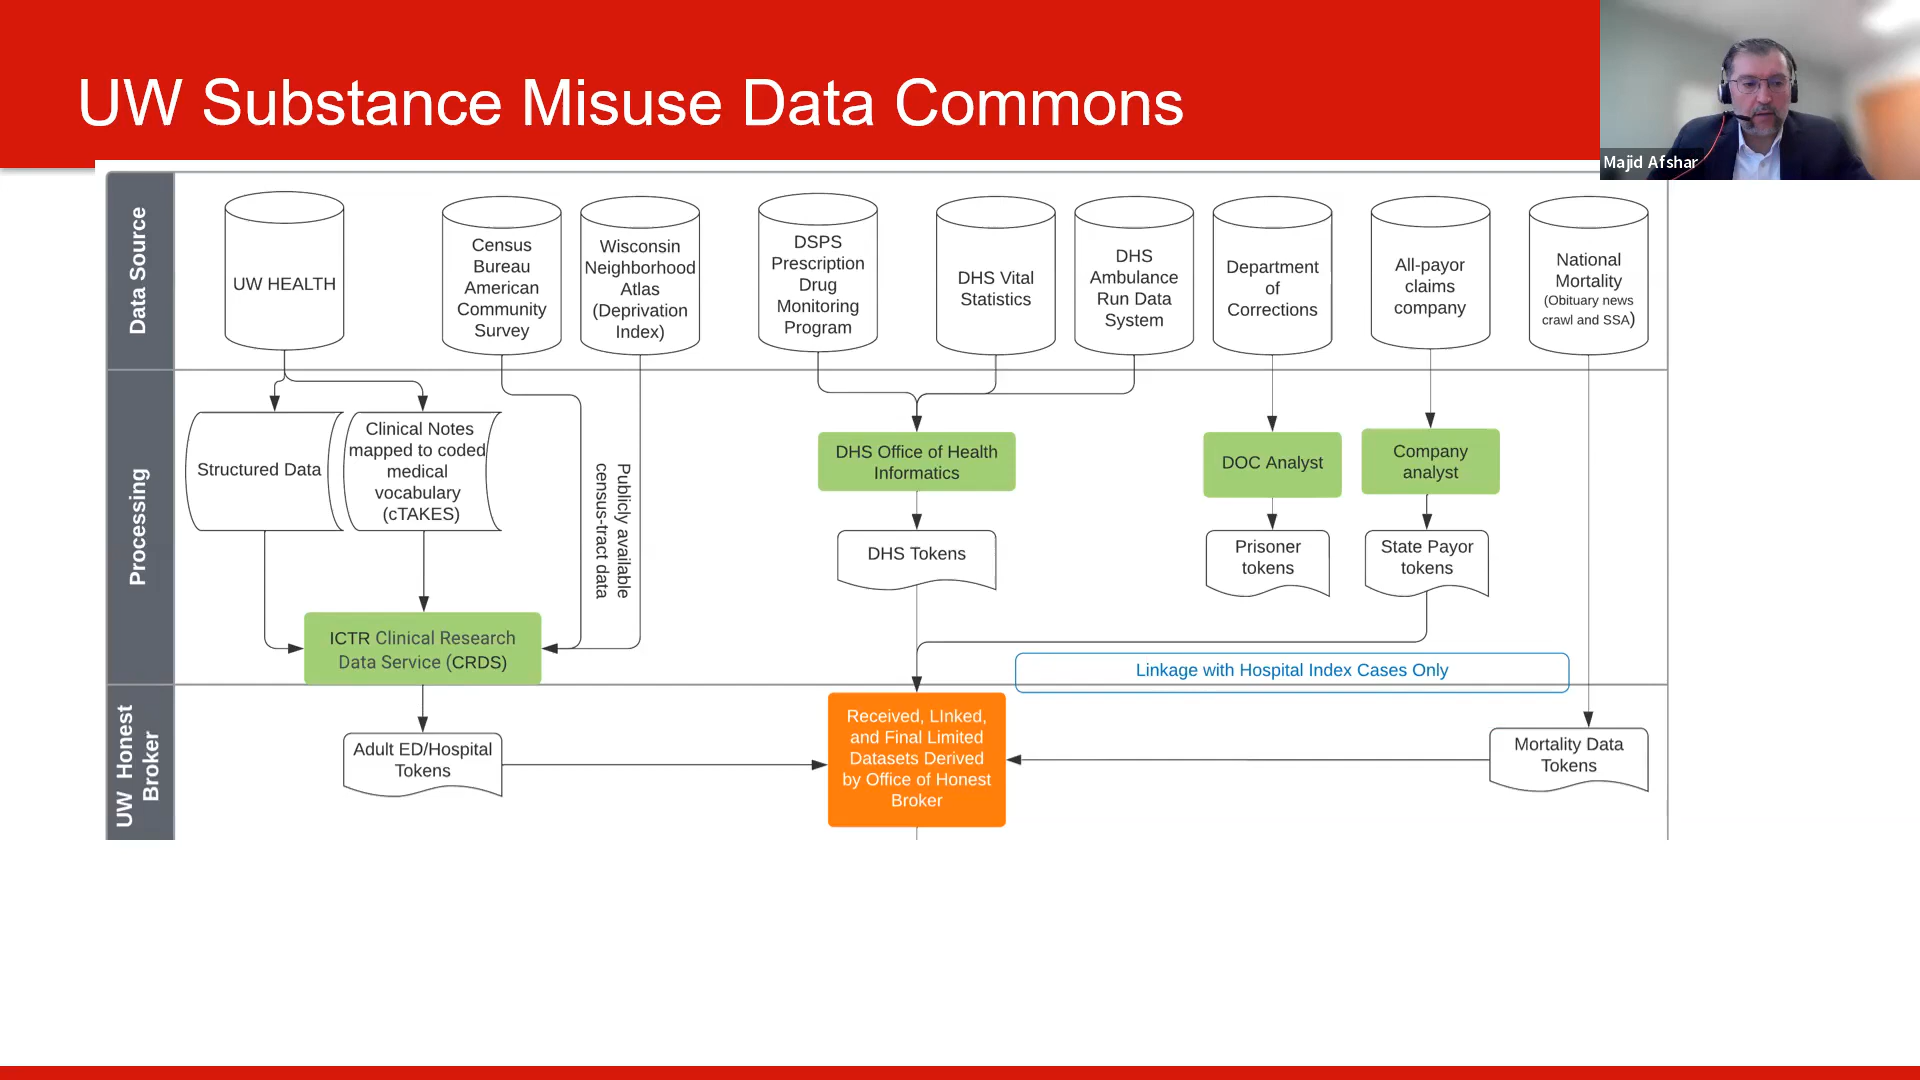 UW Substance Misuse Data Commons
Majid Afshar
Data Source
UW HEALTH
Census
Bureau
American
Community
Survey
Wisconsin
Neighborhood
Atlas
(Deprivation
Index)
DSPS
Prescription
Drug
Monitoring
Program
DHS Vital
Statistics
DHS
Ambulance
Run Data
System
Department
of
Corrections
All-payor
claims
company
National
Mortality
(Obituary news
crawl and SSA)
Processing
Structured Data
Clinical Notes
mapped to coded
medical
vocabulary
(cTAKES)
Publicly available
census-tract data
DHS Office of Health
Informatics
DOC Analyst
Company
analyst
DHS Tokens
Prisoner
tokens
State Payor
tokens
ICTR Clinical Research
Data Service (CRDS)
Linkage with Hospital Index Cases Only
UW Honest
Broker
Adult ED/Hospital
Tokens
Received, LInked,
and Final Limited
Datasets Derived
by Office of Honest
Broker
Mortality Data
Tokens